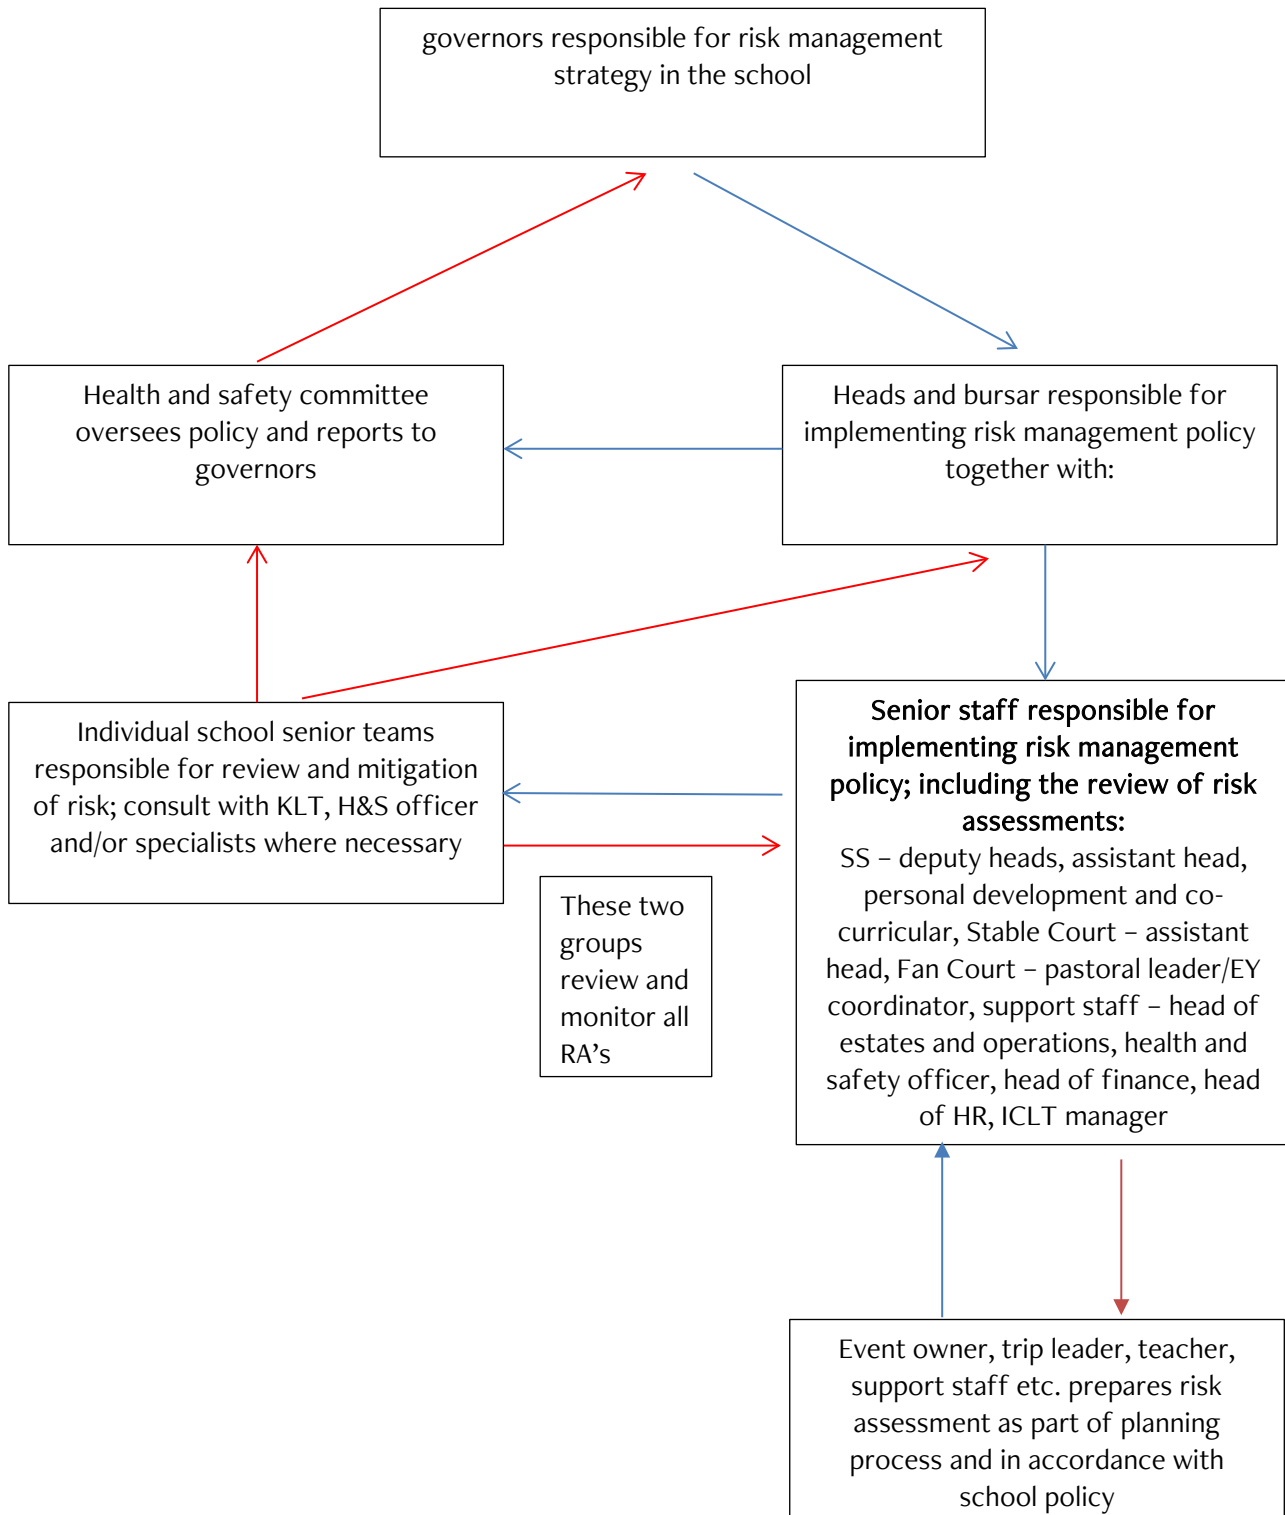 governors responsible for risk management
strategy in the school
Health and safety committee
oversees policy and reports to
governors
Heads and bursar responsible for
implementing risk management policy
together with:
Individual school senior teams
responsible for review and mitigation
of risk; consult with KLT, H&S officer
and/or specialists where necessary
Senior staff responsible for
implementing risk management
policy; including the review of risk
assessments:
SS – deputy heads, assistant head,
personal development and co-
curricular, Stable Court – assistant
head, Fan Court – pastoral leader/EY
coordinator, support staff – head of
estates and operations, health and
safety officer, head of finance, head
of HR, ICLT manager
These two
groups
review and
monitor all
RA’s
Event owner, trip leader, teacher,
support staff etc. prepares risk
assessment as part of planning
process and in accordance with
school policy